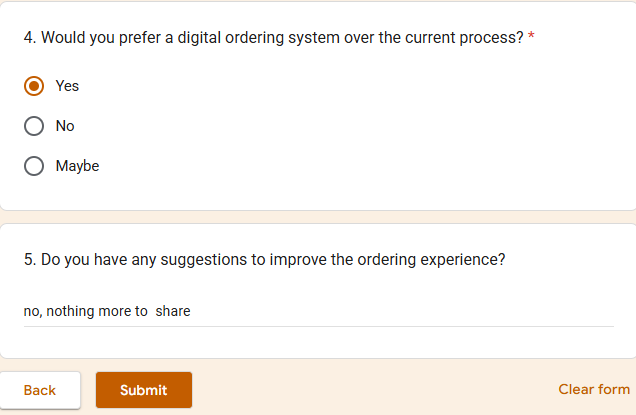 4. Would you prefer a digital ordering system over the current process? *
Yes
No
Maybe
5. Do you have any suggestions to improve the ordering experience?
no, nothing more to  share
Back
Submit
Clear form